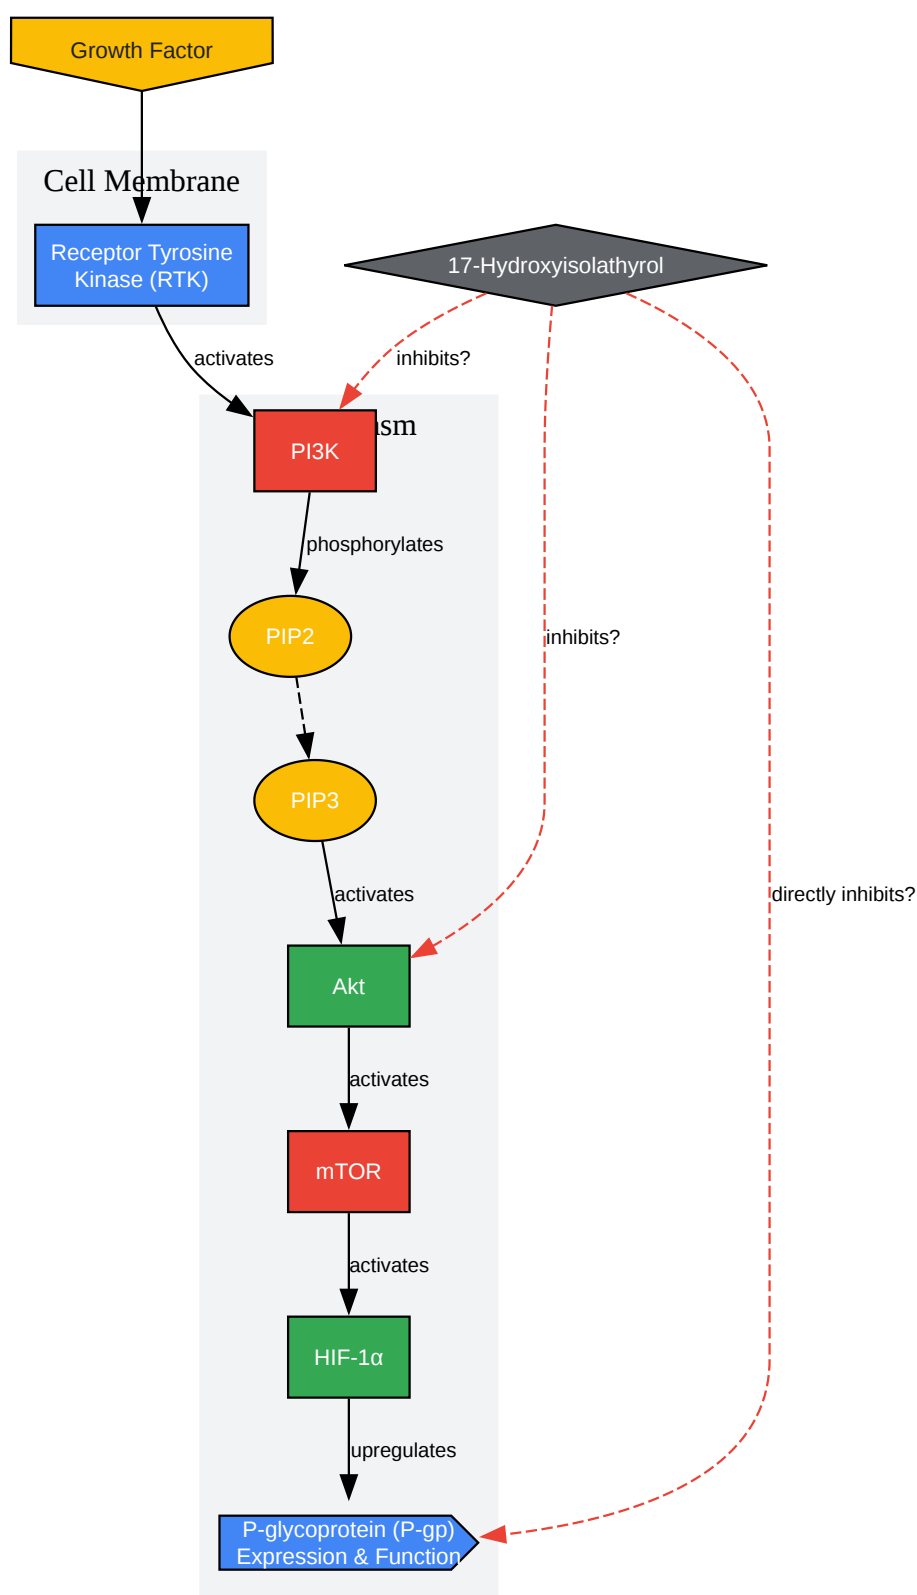 Growth Factor
Cell Membrane
Receptor Tyrosine
Kinase (RTK)
17-Hydroxyisolathyrol
activates
inhibits?
PI3K
phosphorylates
PIP2
inhibits?
PIP3
activates
directly inhibits?
Akt
activates
mTOR
activates
HIF-1α
upregulates
P-glycoprotein (P-gp)
Expression & Function